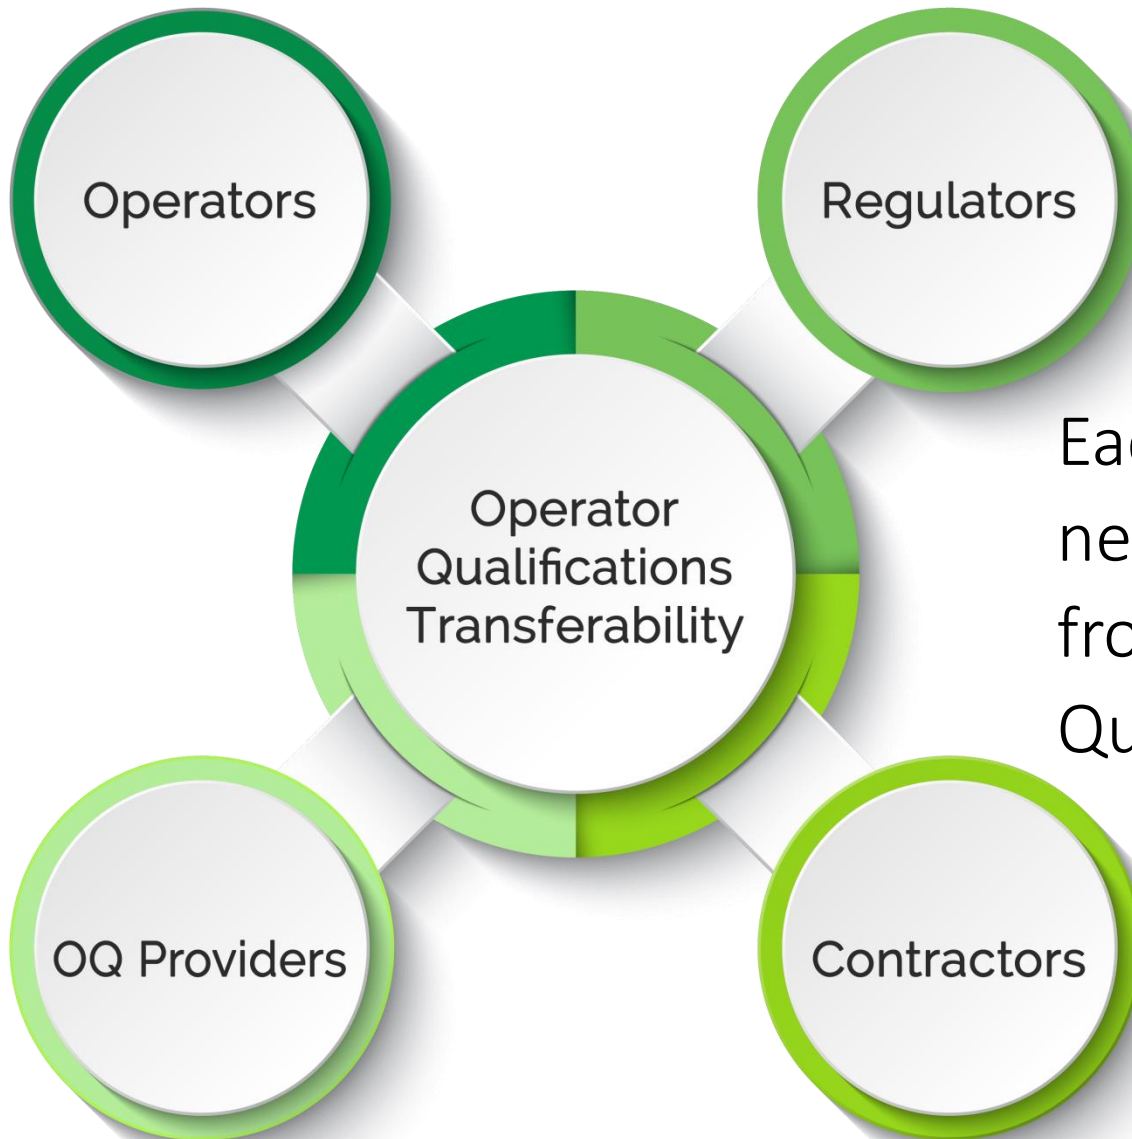 Operators
Regulators
Operator
Qualifications
Transferability
OQ Providers
Contractors